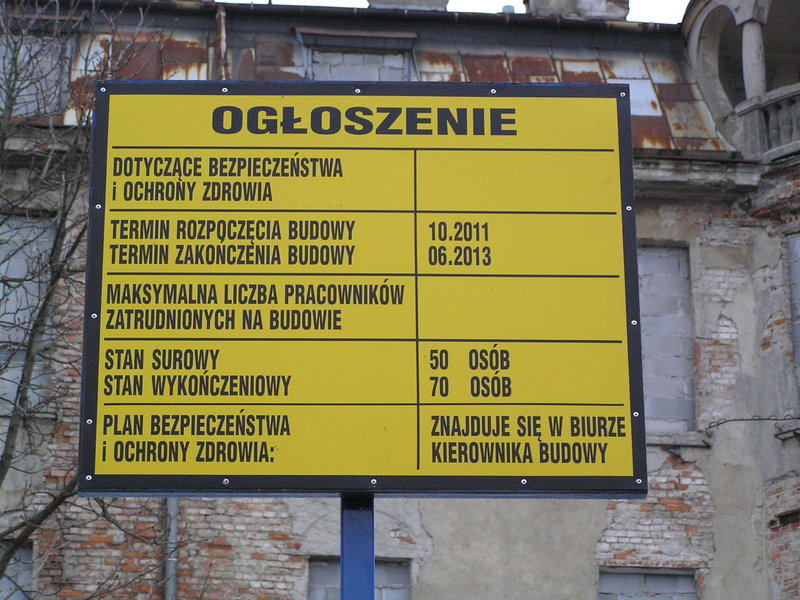 OGŁOSZENIE
DOTYCZĄCE BEZPIECZEŃSTWA
i OCHRONY ZDROWIA
TERMIN ROZPOCZĘCIA BUDOWY 10.2011
TERMIN ZAKOŃCZENIA BUDOWY 06.2013
MAKSYMALNA LICZBA PRACOWNIKÓW
ZATRUDNIONYCH NA BUDOWIE
STAN SUROWY 50 OSÓB
STAN WYKOŃCZENIOWY 70 OSÓB
PLAN BEZPIECZEŃSTWA ZNAJDUJE SIĘ W BIURZE
i OCHRONY ZDROWIA: KIEROWNIKA BUDOWY